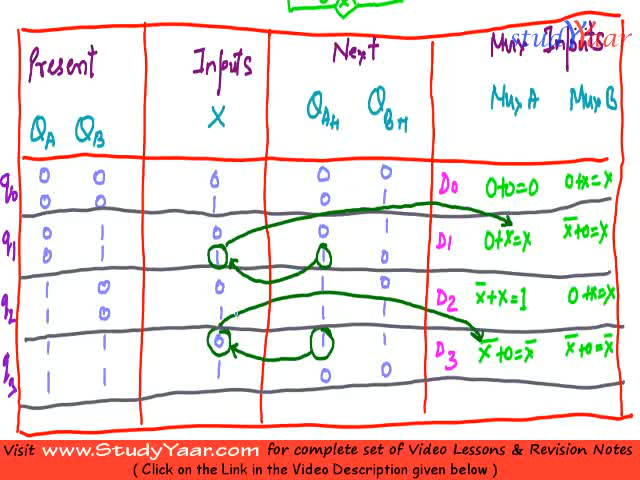 Present Inputs Next Mux Inputs
studyYaar
QA QB X QA+1 QB+1 Mux A Mux B
q0 0 0 0 0 0 D0 0+0=0 0+x=x
0 0 1 0 1
q1 0 1 0 0 1 D1 0+x=x x̄+0=x
0 1 1 1 0
q2 1 0 0 1 0 D2 x̄+x=1 0+x=x
1 0 1 1 1
q3 1 1 0 1 1 D3 x̄+0=x̄ x̄+0=x̄
1 1 1 0 0
Visit www.StudyYaar.com for complete set of Video Lessons & Revision Notes
( Click on the Link in the Video Description given below )